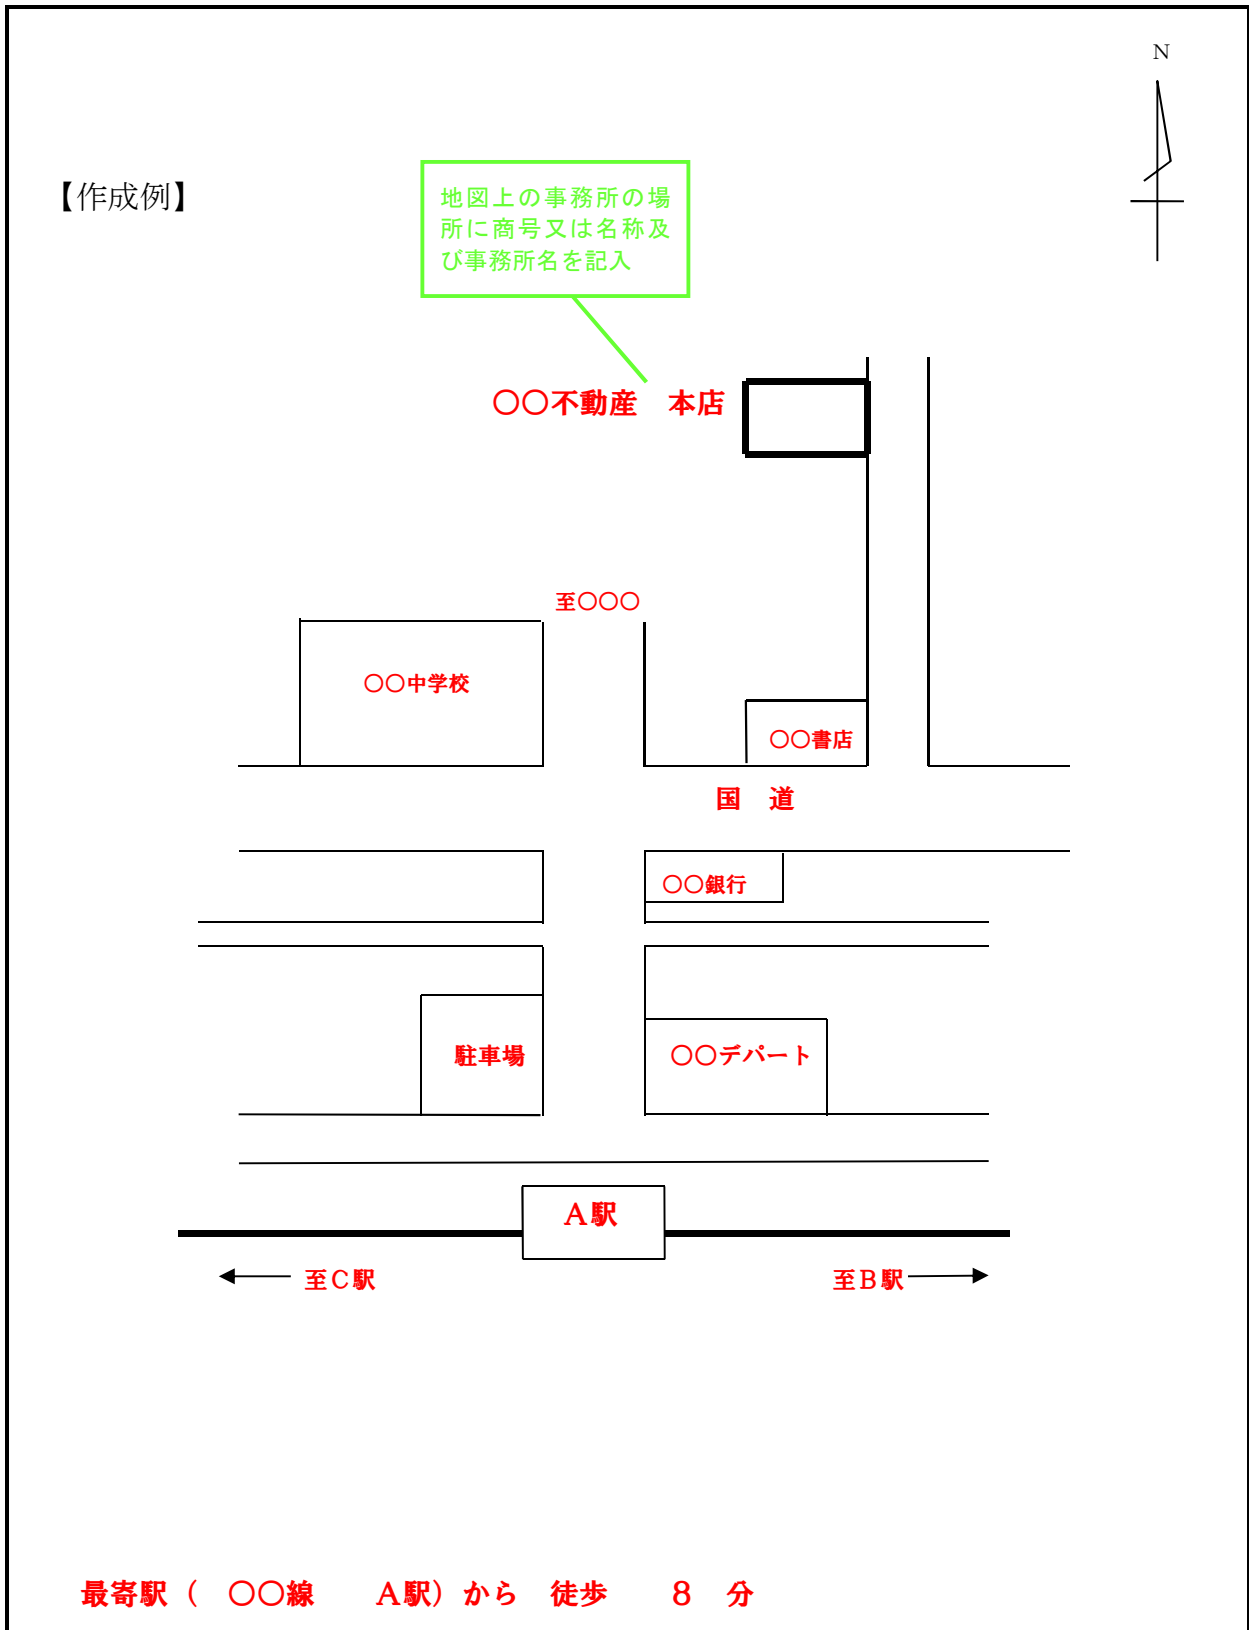 N
【作成例】
地図上の事務所の場
所に商号又は名称及
び事務所名を記入
〇〇不動産　本店
至〇〇〇
〇〇中学校
〇〇書店
国　道
〇〇銀行
駐車場
〇〇デパート
Ａ駅
至Ｃ駅
至Ｂ駅
最寄駅（　〇〇線　　Ａ駅）から　徒歩　　８　分